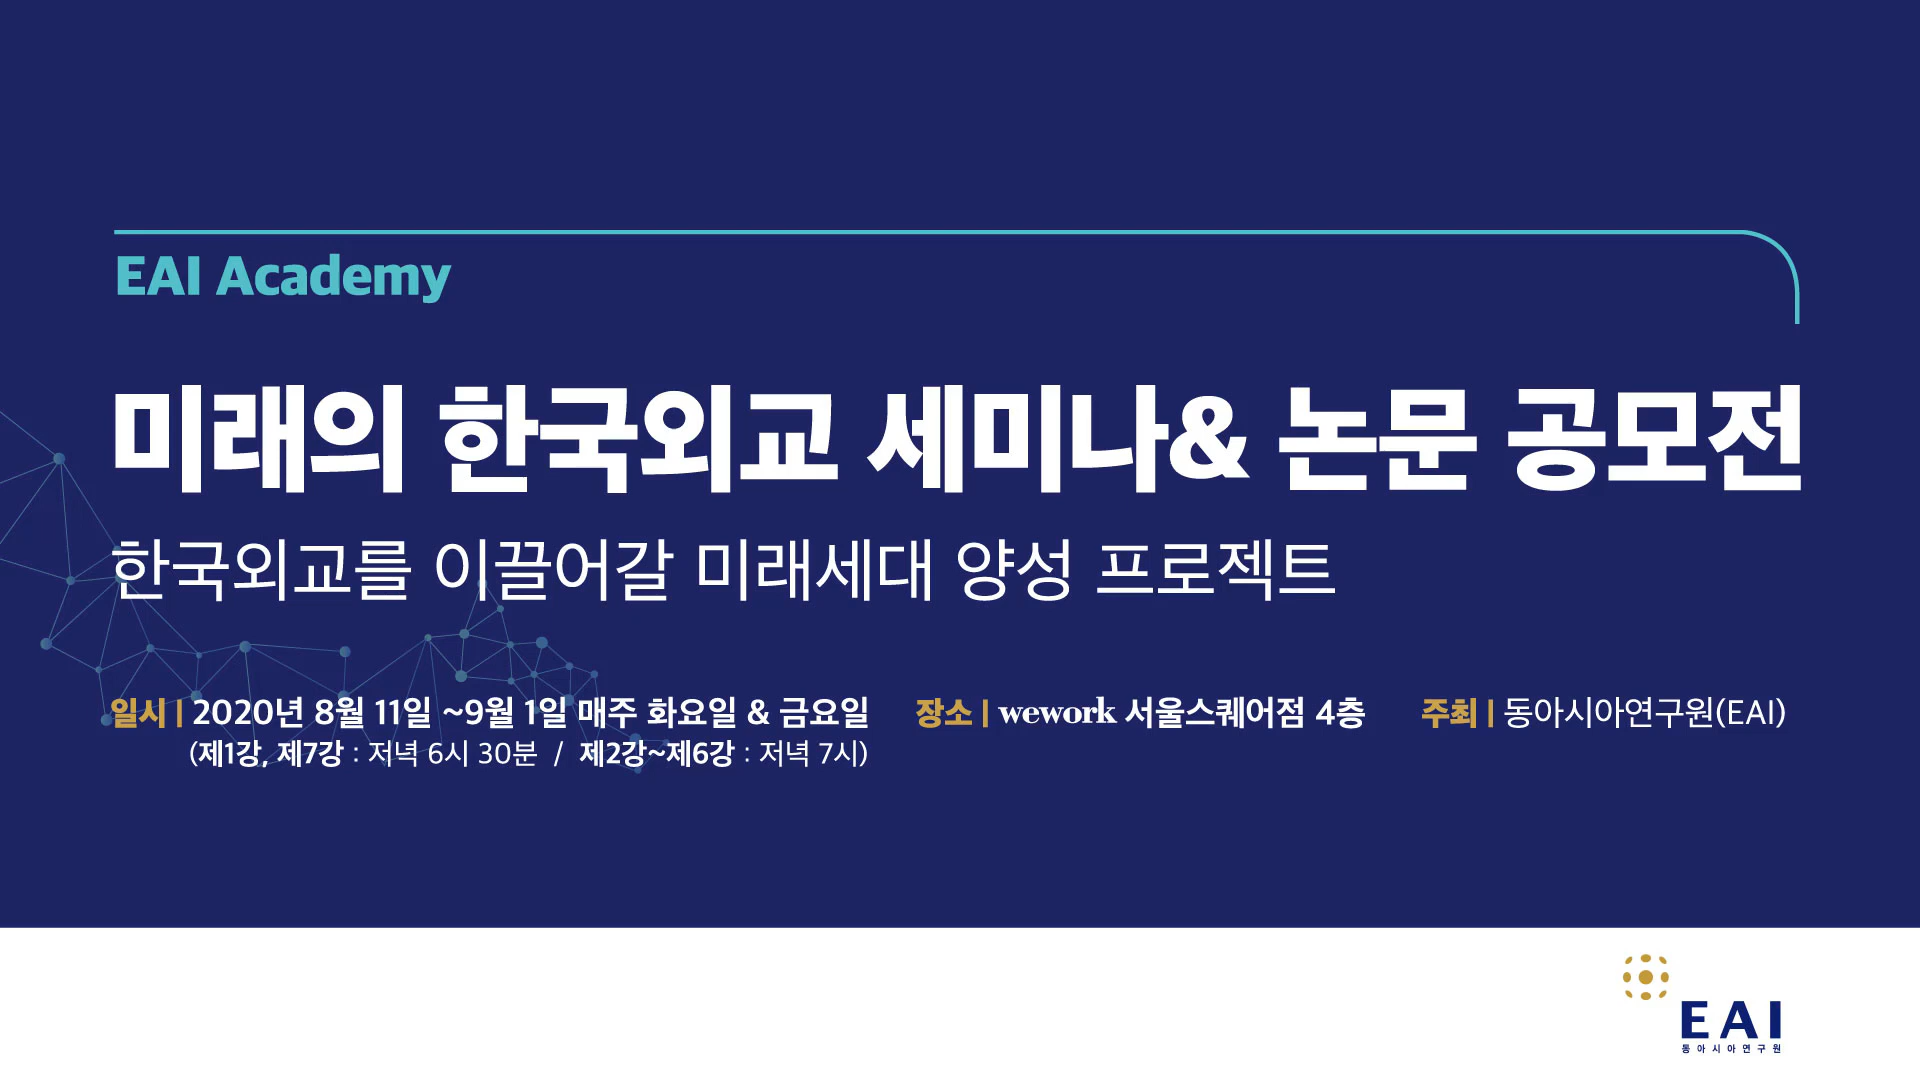 EAI Academy
미래의 한국외교 세미나& 논문 공모전
한국외교를 이끌어갈 미래세대 양성 프로젝트
일시 | 2020년 8월 11일 ~9월 1일 매주 화요일 & 금요일
(제1강, 제7강 : 저녁 6시 30분 / 제2강~제6강 : 저녁 7시)
장소 | wework 서울스퀘어점 4층
주최 | 동아시아연구원(EAI)
EAI
동아시아연구원